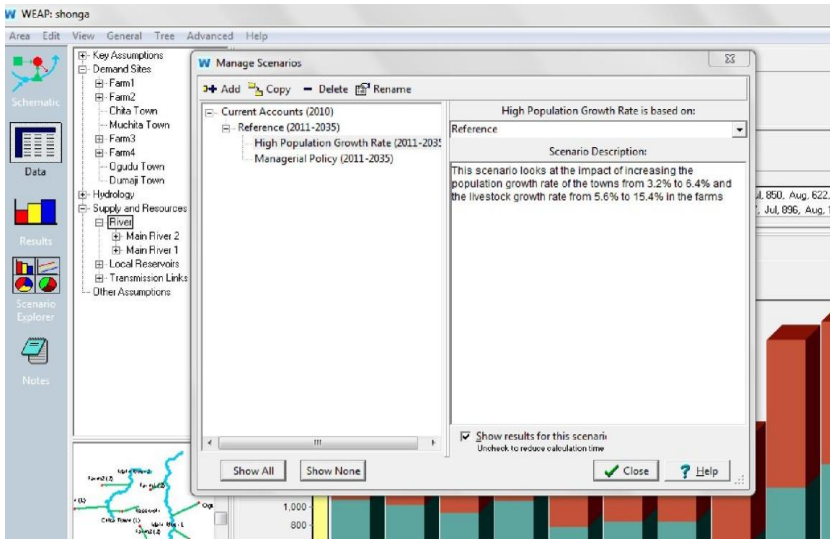 WEAP: shonga
Area Edit View General Tree Advanced Help
Schematic
Data
Results
Scenario
Explorer
Notes
Key Assumptions
Demand Sites
Farm1
Farm2
Chita Town
Muchita Town
Farm3
Farm4
Ogudu Town
Dumaji Town
Hydrology
Supply and Resources
River
Main River 2
Main River 1
Local Reservoirs
Transmission Links
Other Assumptions
Manage Scenarios
Add Copy Delete Rename
Current Accounts (2010)
Reference (2011-2035)
High Population Growth Rate (2011-203
Managerial Policy (2011-2035)
High Population Growth Rate is based on:
Reference
Scenario Description:
This scenario looks at the impact of increasing the
population growth rate of the towns from 3.2% to 6.4% and
the livestock growth rate from 5.6% to 15.4% in the farms
Show results for this scenari
Uncheck to reduce calculation time
Show All Show None
Close Help
850, Aug, 622,
Jul, 896, Aug,
1,000
800